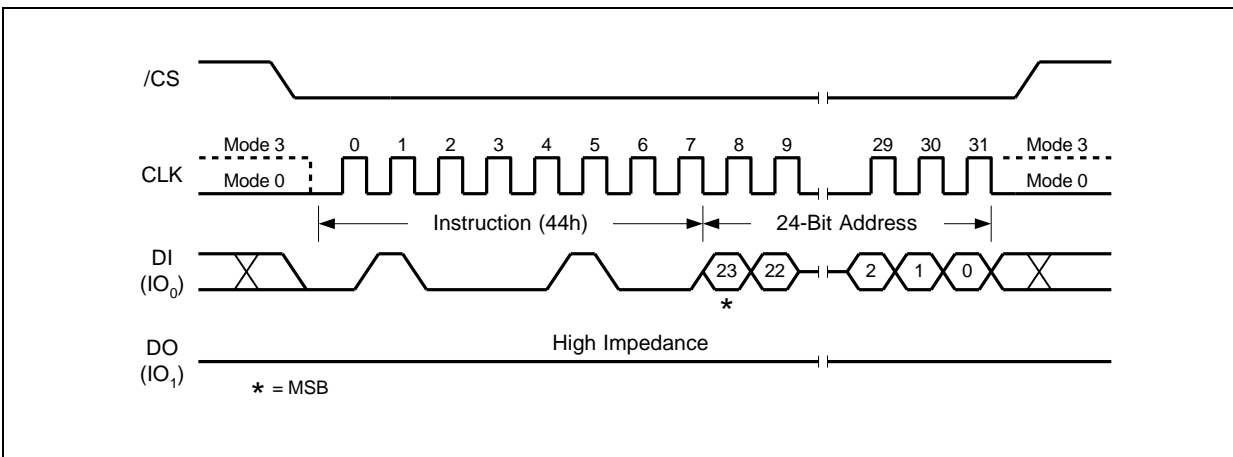 /CS
Mode 3 0 1 2 3 4 5 6 7 8 9 29 30 31 Mode 3
CLK
Mode 0 Mode 0
Instruction (44h) 24-Bit Address
DI
(IO0)
23 22 2 1 0
*
High Impedance
DO
(IO1)
* = MSB